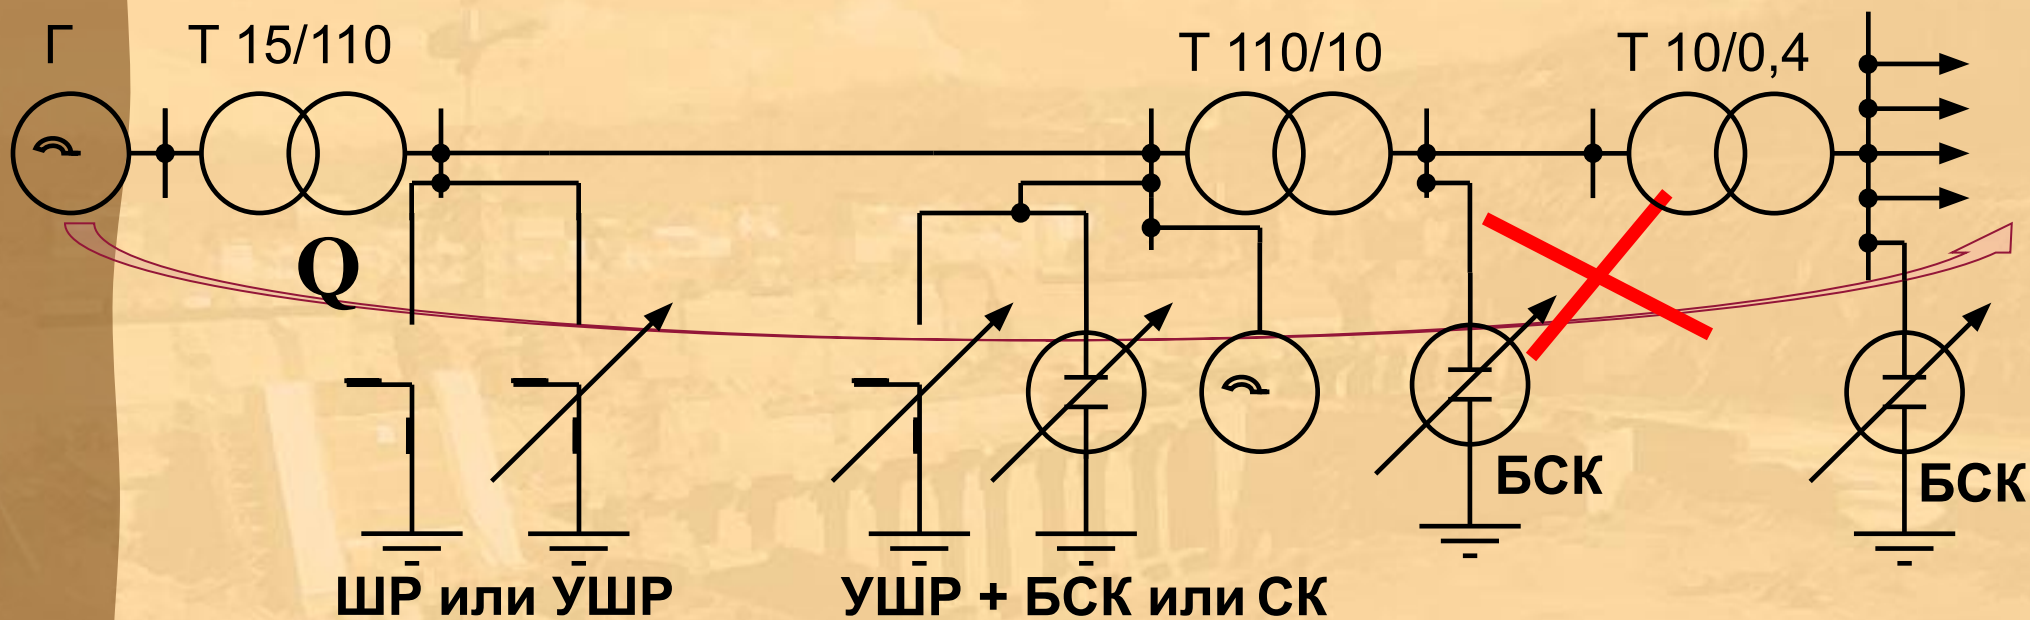 Г
Т 15/110
Т 110/10
Т 10/0,4
Q
БСК
БСК
ШР или УШР
УШР + БСК или СК